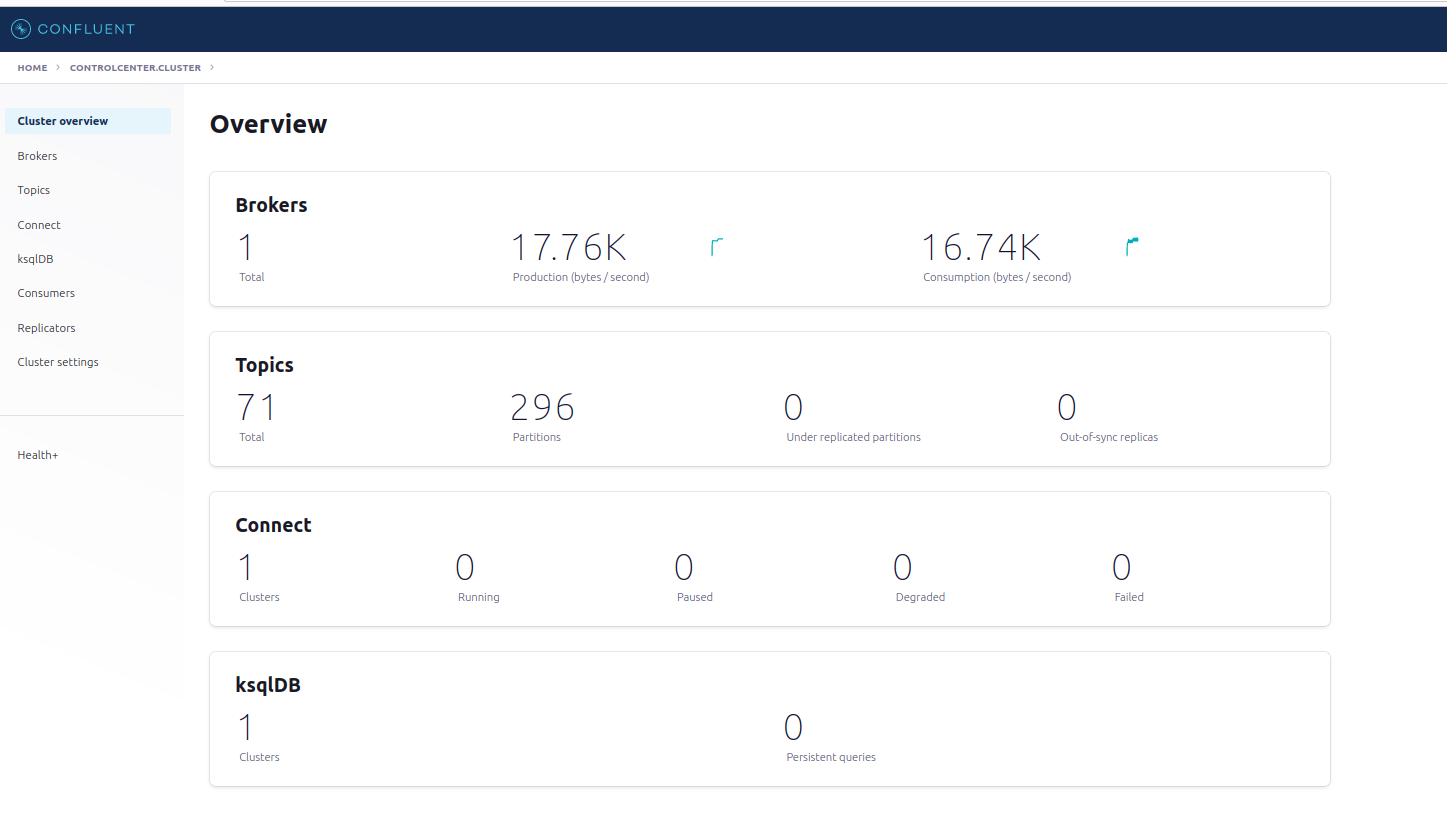 CONFLUENT
HOME > CONTROLCENTER.CLUSTER >
Cluster overview
Brokers
Topics
Connect
ksqlDB
Consumers
Replicators
Cluster settings
Health+
Overview
Brokers
1 17.76K 16.74K
Total Production (bytes / second) Consumption (bytes / second)
Topics
71 296 0 0
Total Partitions Under replicated partitions Out-of-sync replicas
Connect
1 0 0 0 0
Clusters Running Paused Degraded Failed
ksqlDB
1 0
Clusters Persistent queries